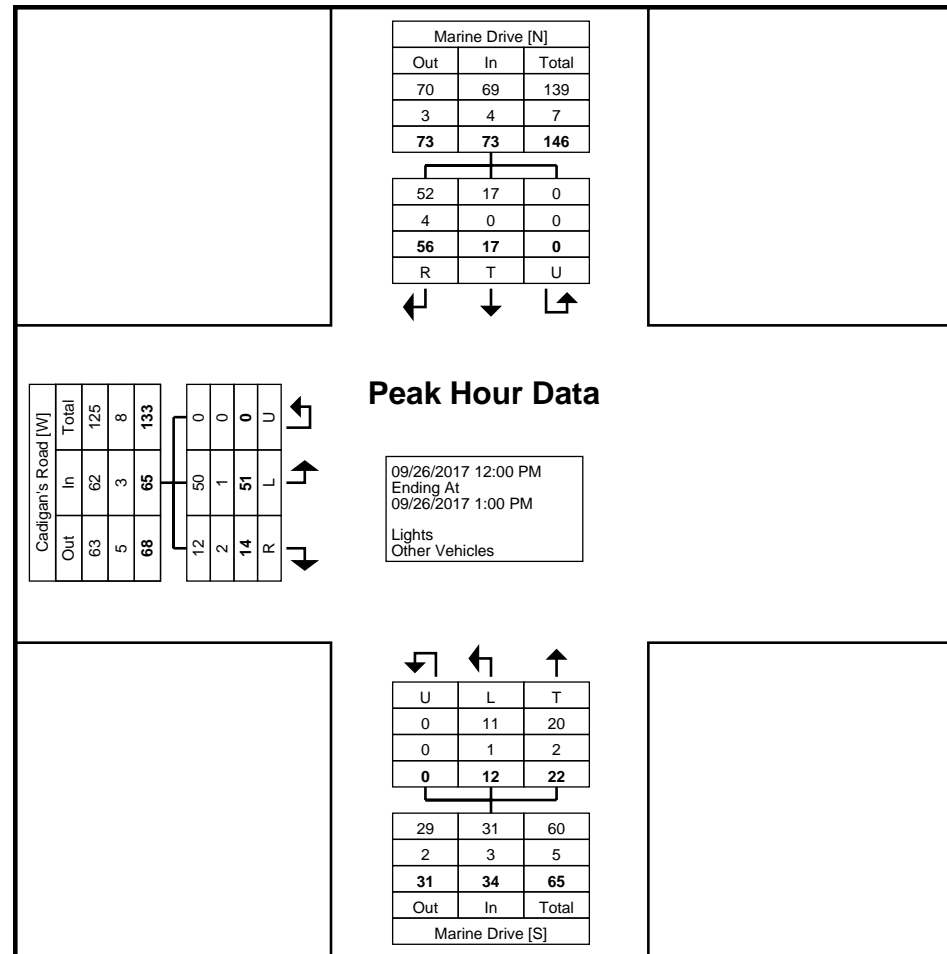 Marine Drive [N]
Out In Total
70 69 139
3 4 7
73 73 146
52 17 0
4 0 0
56 17 0
R T U
Peak Hour Data
Cadigan's Road [W]
Out In Total
63 62 125
5 3 8
68 65 133
12 50 0
2 1 0
14 51 0
R L U
09/26/2017 12:00 PM
Ending At
09/26/2017 1:00 PM
Lights
Other Vehicles
U L T
0 11 20
0 1 2
0 12 22
29 31 60
2 3 5
31 34 65
Out In Total
Marine Drive [S]